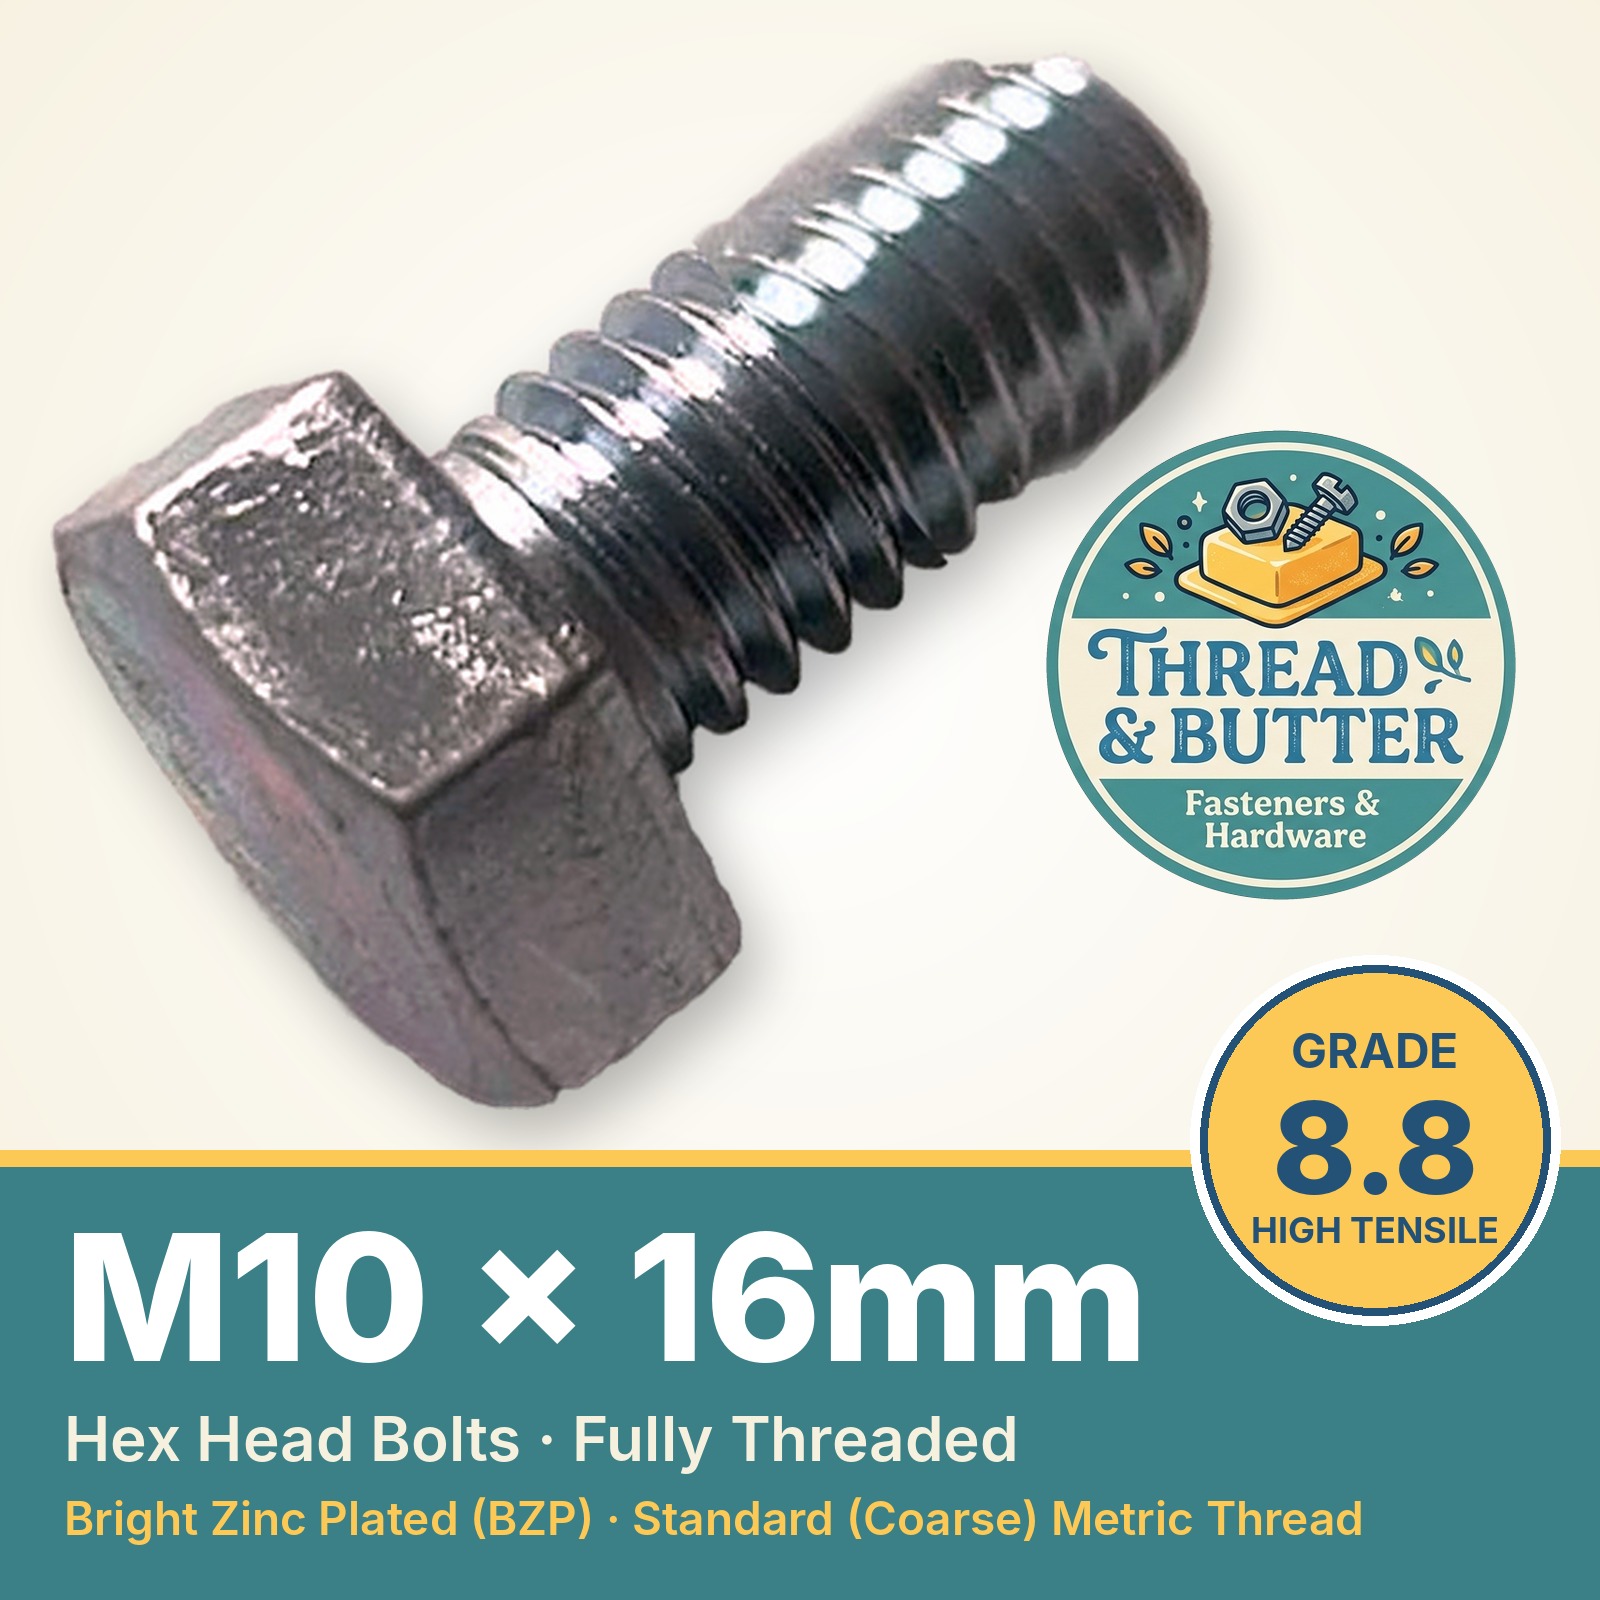 THREAD
& BUTTER
Fasteners &
Hardware
GRADE
8.8
HIGH TENSILE
M10 × 16mm
Hex Head Bolts · Fully Threaded
Bright Zinc Plated (BZP) · Standard (Coarse) Metric Thread